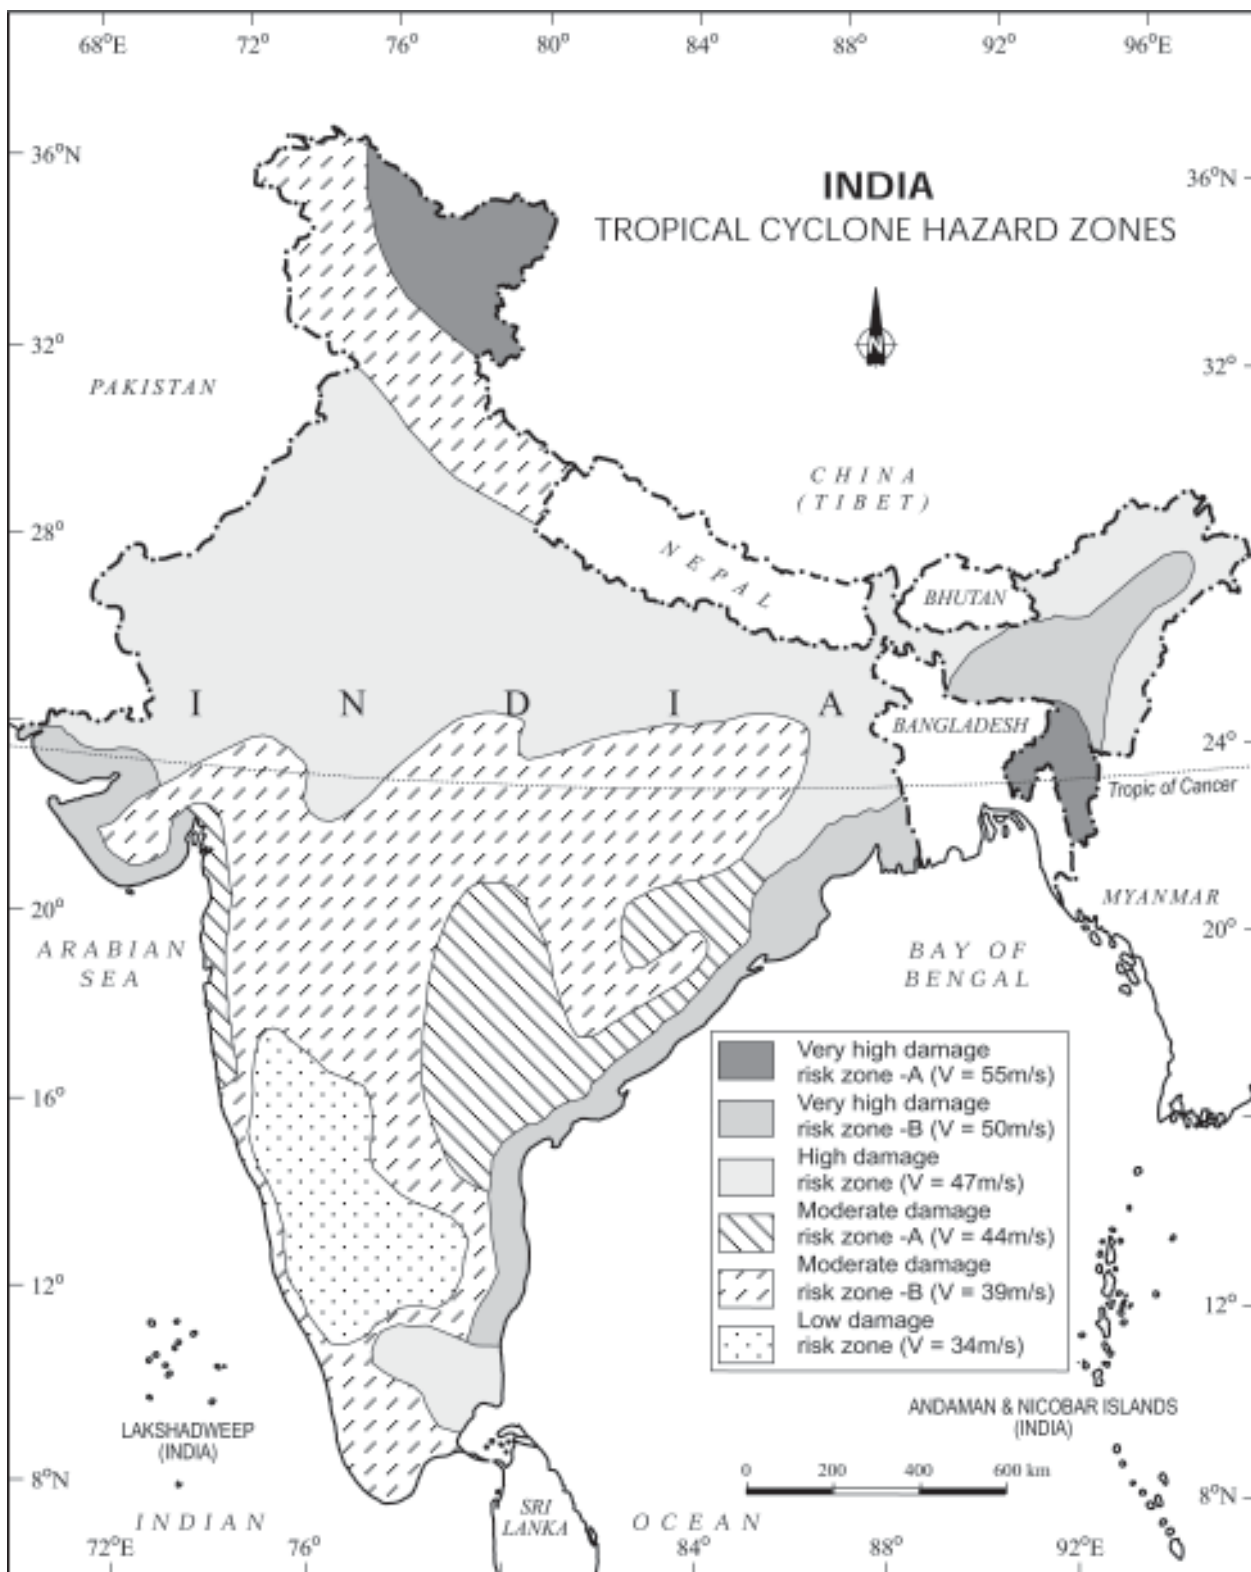 68°E 72° 76° 80° 84° 88° 92° 96°E
36°N
INDIA
36°N
TROPICAL CYCLONE HAZARD ZONES
N
32°
32°
PAKISTAN
CHINA
(TIBET)
28°
NEPAL
BHUTAN
INDIA
BANGLADESH
24°
Tropic of Cancer
MYANMAR
20°
20°
ARABIAN
SEA
BAY OF
BENGAL
Very high damage
risk zone -A (V = 55m/s)
16°
Very high damage
risk zone -B (V = 50m/s)
High damage
risk zone (V = 47m/s)
Moderate damage
risk zone -A (V = 44m/s)
Moderate damage
risk zone -B (V = 39m/s)
12°
12°
Low damage
risk zone (V = 34m/s)
LAKSHADWEEP
(INDIA)
ANDAMAN & NICOBAR ISLANDS
(INDIA)
0 200 400 600 km
8°N
8°N
SRI
LANKA
INDIAN OCEAN
72°E 76° 84° 88° 92°E